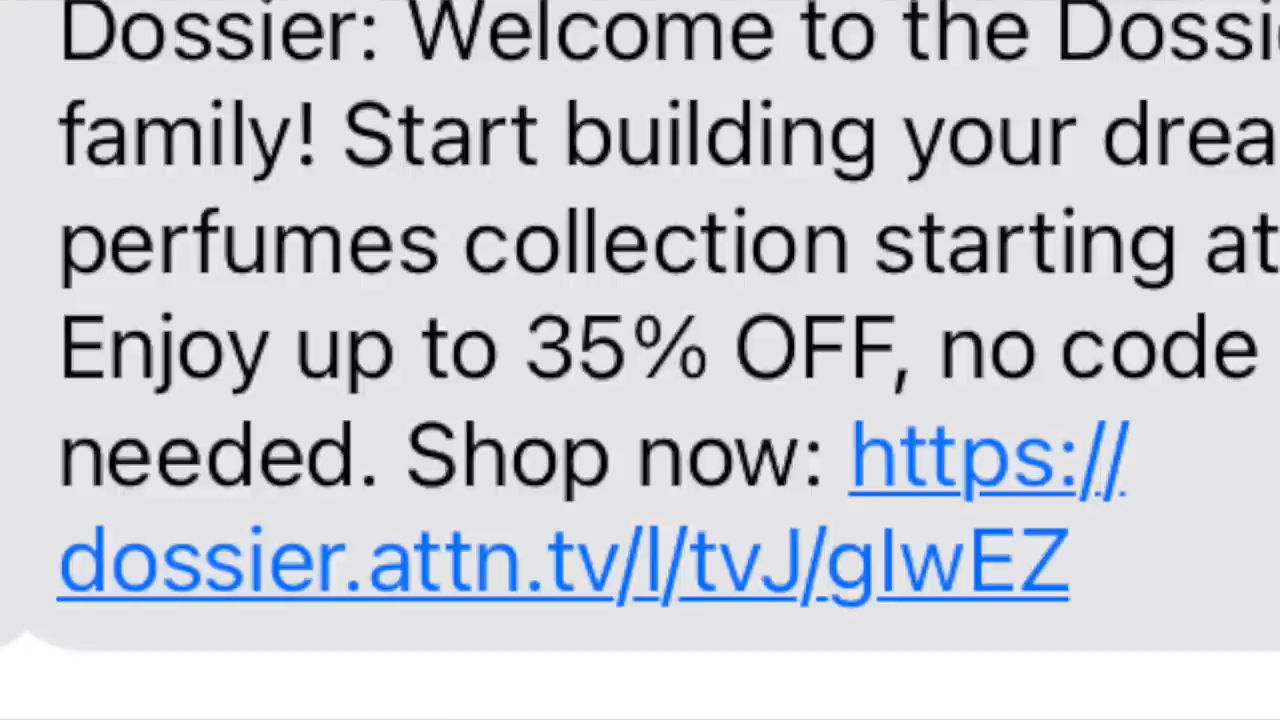 Dossier: Welcome to the Dossi
family! Start building your drea
perfumes collection starting at
Enjoy up to 35% OFF, no code
needed. Shop now: https://
dossier.attn.tv/l/tvJ/glwEZ